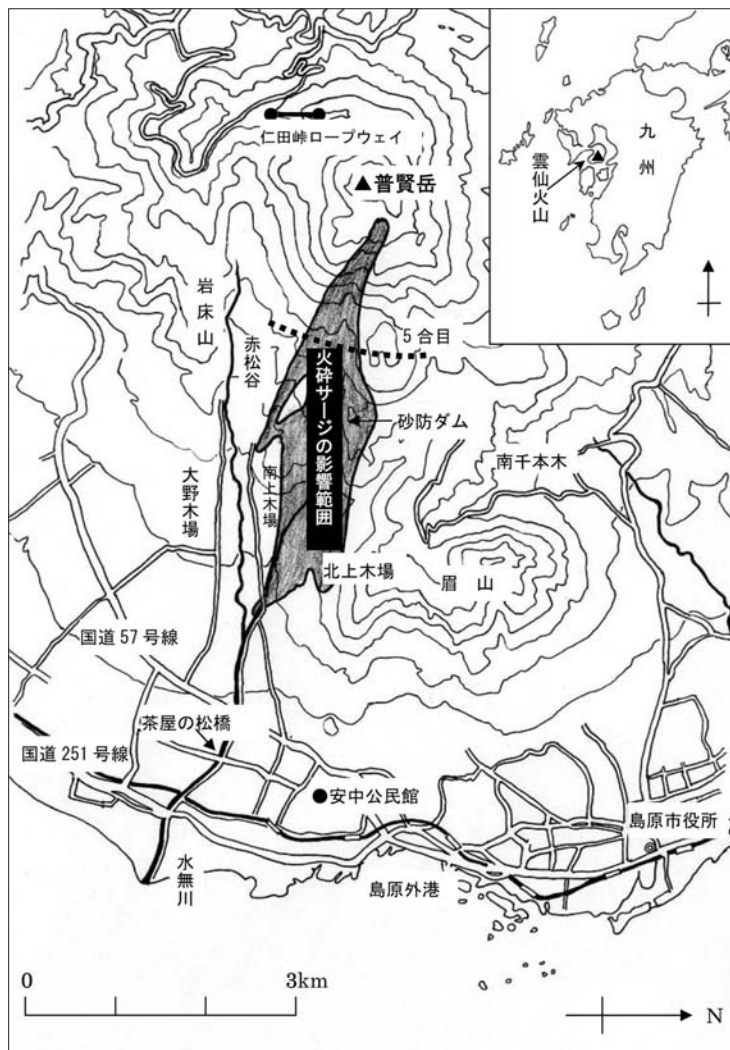 仁田峠ロープウェイ
▲普賢岳
九州
雲仙火山
岩床山
赤松谷
5合目
火砕サージの影響範囲
砂防ダム
南千本木
大野木場
南上木場
北上木場
眉山
国道57号線
茶屋の松橋
国道251号線
●安中公民館
島原市役所
水無川
島原外港
0 3km
N